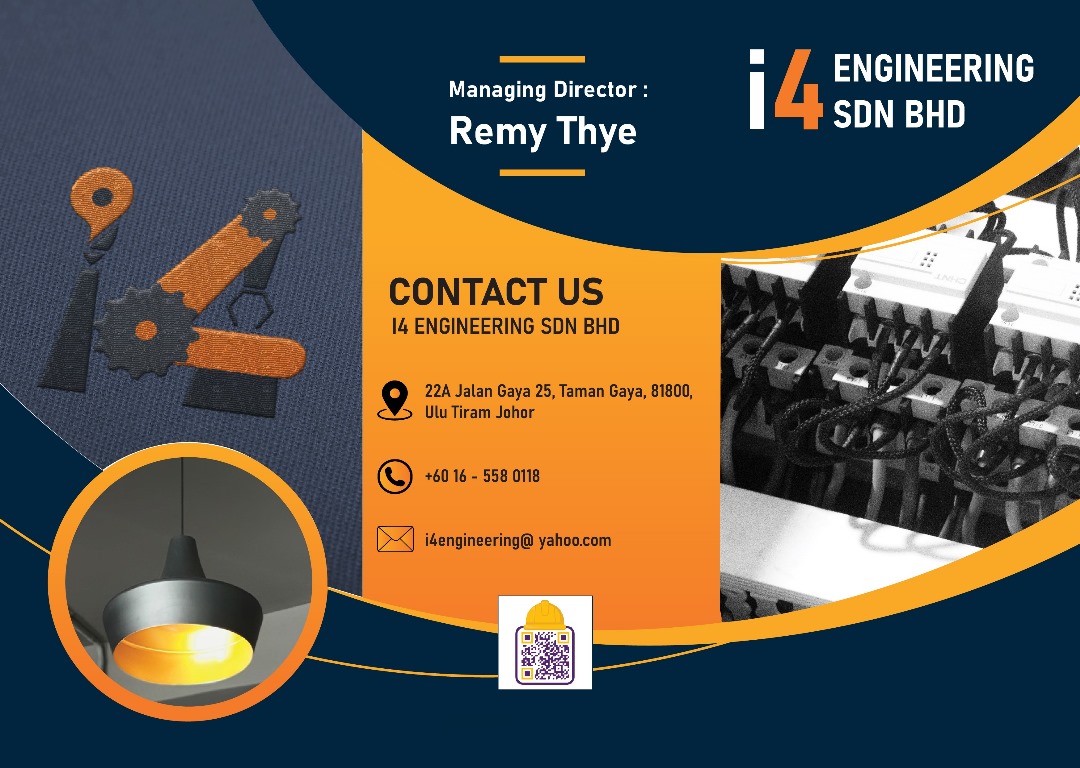 Managing Director :
Remy Thye
i4 ENGINEERING
SDN BHD
CONTACT US
I4 ENGINEERING SDN BHD
22A Jalan Gaya 25, Taman Gaya, 81800,
Ulu Tiram Johor
+60 16 - 558 0118
i4engineering@ yahoo.com